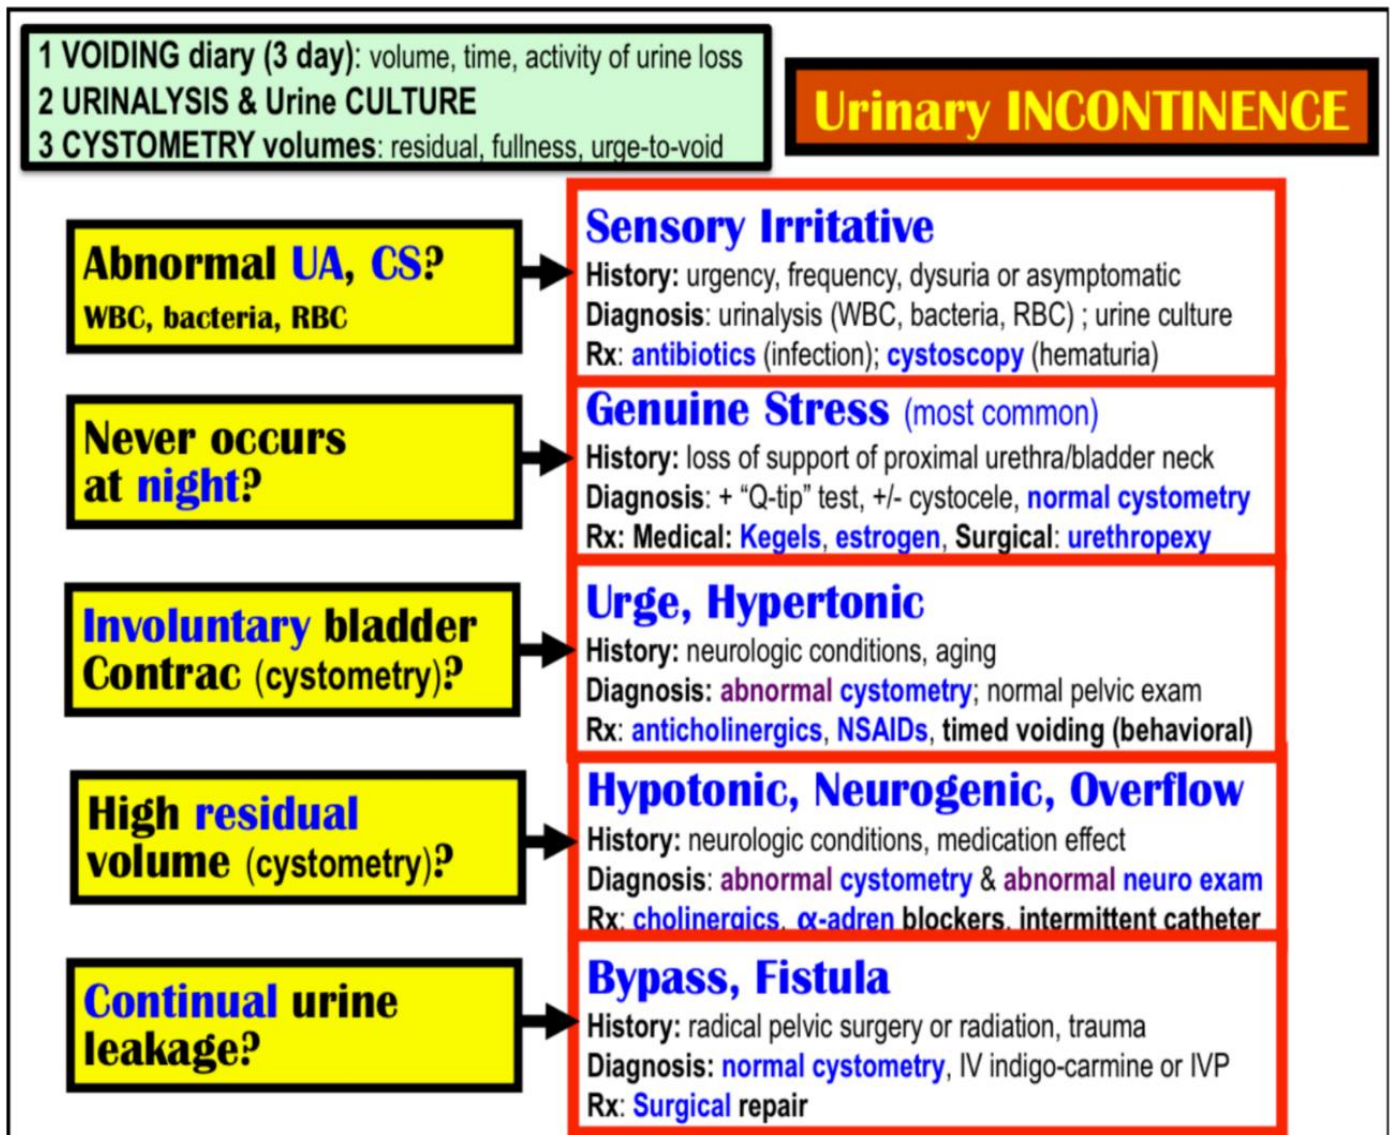 1 VOIDING diary (3 day): volume, time, activity of urine loss
2 URINALYSIS & Urine CULTURE
3 CYSTOMETRY volumes: residual, fullness, urge-to-void
Urinary INCONTINENCE
Abnormal UA, CS?
WBC, bacteria, RBC
Sensory Irritative
History: urgency, frequency, dysuria or asymptomatic
Diagnosis: urinalysis (WBC, bacteria, RBC) ; urine culture
Rx: antibiotics (infection); cystoscopy (hematuria)
Never occurs
at night?
Genuine Stress (most common)
History: loss of support of proximal urethra/bladder neck
Diagnosis: + “Q-tip” test, +/- cystocele, normal cystometry
Rx: Medical: Kegels, estrogen, Surgical: urethropexy
Involuntary bladder
Contrac (cystometry)?
Urge, Hypertonic
History: neurologic conditions, aging
Diagnosis: abnormal cystometry; normal pelvic exam
Rx: anticholinergics, NSAIDs, timed voiding (behavioral)
High residual
volume (cystometry)?
Hypotonic, Neurogenic, Overflow
History: neurologic conditions, medication effect
Diagnosis: abnormal cystometry & abnormal neuro exam
Rx: cholinergics, α-adren blockers, intermittent catheter
Continual urine
leakage?
Bypass, Fistula
History: radical pelvic surgery or radiation, trauma
Diagnosis: normal cystometry, IV indigo-carmine or IVP
Rx: Surgical repair